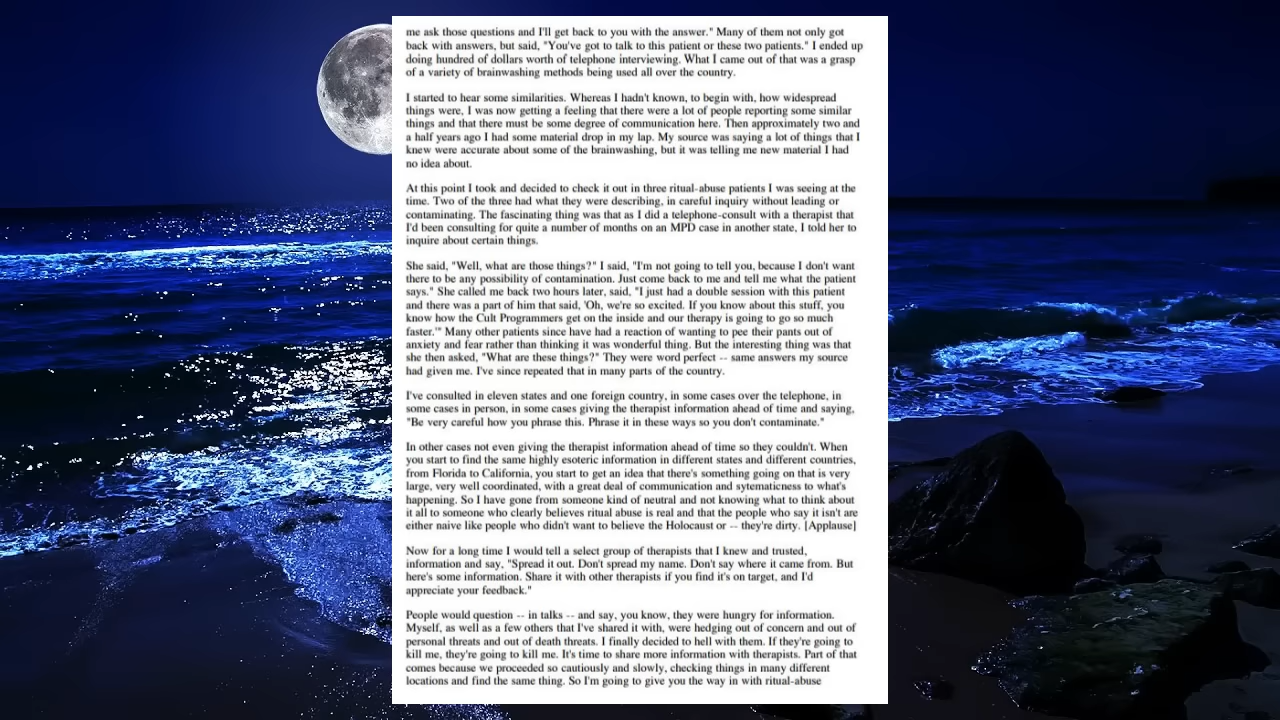 me ask those questions and I'll get back to you with the answer." Many of them not only got
back with answers, but said, "You've got to talk to this patient or these two patients." I ended up
doing hundred of dollars worth of telephone interviewing. What I came out of that was a grasp
of a variety of brainwashing methods being used all over the country.
I started to hear some similarities. Whereas I hadn't known, to begin with, how widespread
things were, I was now getting a feeling that there were a lot of people reporting some similar
things and that there must be some degree of communication here. Then approximately two and
a half years ago I had some material drop in my lap. My source was saying a lot of things that I
knew were accurate about some of the brainwashing, but it was telling me new material I had
no idea about.
At this point I took and decided to check it out in three ritual-abuse patients I was seeing at the
time. Two of the three had what they were describing, in careful inquiry without leading or
contaminating. The fascinating thing was that as I did a telephone-consult with a therapist that
I'd been consulting for quite a number of months on an MPD case in another state, I told her to
inquire about certain things.
She said, "Well, what are those things?" I said, "I'm not going to tell you, because I don't want
there to be any possibility of contamination. Just come back to me and tell me what the patient
says." She called me back two hours later, said, "I just had a double session with this patient
and there was a part of him that said, 'Oh, we're so excited. If you know about this stuff, you
know how the Cult Programmers get on the inside and our therapy is going to go so much
faster.'" Many other patients since have had a reaction of wanting to pee their pants out of
anxiety and fear rather than thinking it was wonderful thing. But the interesting thing was that
she then asked, "What are these things?" They were word perfect -- same answers my source
had given me. I've since repeated that in many parts of the country.
I've consulted in eleven states and one foreign country, in some cases over the telephone, in
some cases in person, in some cases giving the therapist information ahead of time and saying,
"Be very careful how you phrase this. Phrase it in these ways so you don't contaminate."
In other cases not even giving the therapist information ahead of time so they couldn't. When
you start to find the same highly esoteric information in different states and different countries,
from Florida to California, you start to get an idea that there's something going on that is very
large, very well coordinated, with a great deal of communication and sytematicness to what's
happening. So I have gone from someone kind of neutral and not knowing what to think about
it all to someone who clearly believes ritual abuse is real and that the people who say it isn't are
either naive like people who didn't want to believe the Holocaust or -- they're dirty. [Applause]
Now for a long time I would tell a select group of therapists that I knew and trusted,
information and say, "Spread it out. Don't spread my name. Don't say where it came from. But
here's some information. Share it with other therapists if you find it's on target, and I'd
appreciate your feedback."
People would question -- in talks -- and say, you know, they were hungry for information.
Myself, as well as a few others that I've shared it with, were hedging out of concern and out of
personal threats and out of death threats. I finally decided to hell with them. If they're going to
kill me, they're going to kill me. It's time to share more information with therapists. Part of that
comes because we proceeded so cautiously and slowly, checking things in many different
locations and find the same thing. So I'm going to give you the way in with ritual-abuse